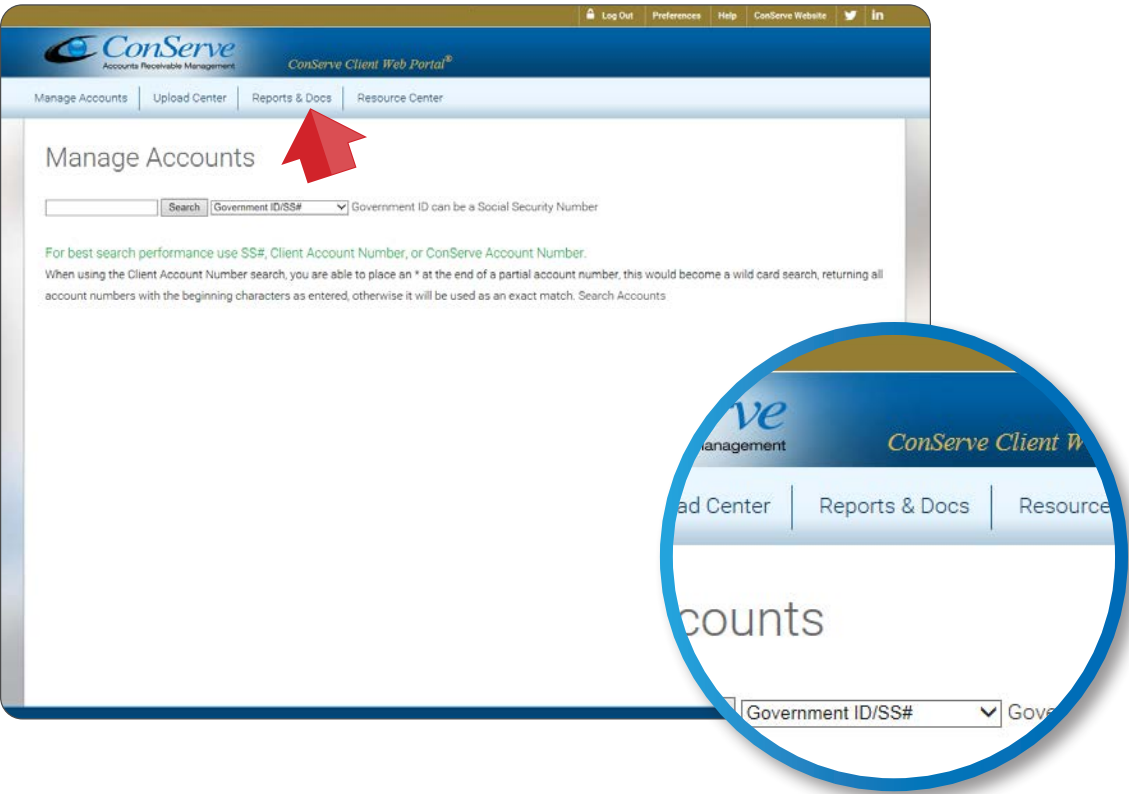 Log Out Preferences Help ConServe Website
ConServe
Accounts Receivable Management
ConServe Client Web Portal®
Manage Accounts Upload Center Reports & Docs Resource Center
Manage Accounts
Search Government ID/SS# Government ID can be a Social Security Number
For best search performance use SS#, Client Account Number, or ConServe Account Number.
When using the Client Account Number search, you are able to place an * at the end of a partial account number, this would become a wild card search, returning all
account numbers with the beginning characters as entered, otherwise it will be used as an exact match. Search Accounts
ve
anagement
ConServe Client W
ad Center Reports & Docs Resource
counts
Government ID/SS# Gove